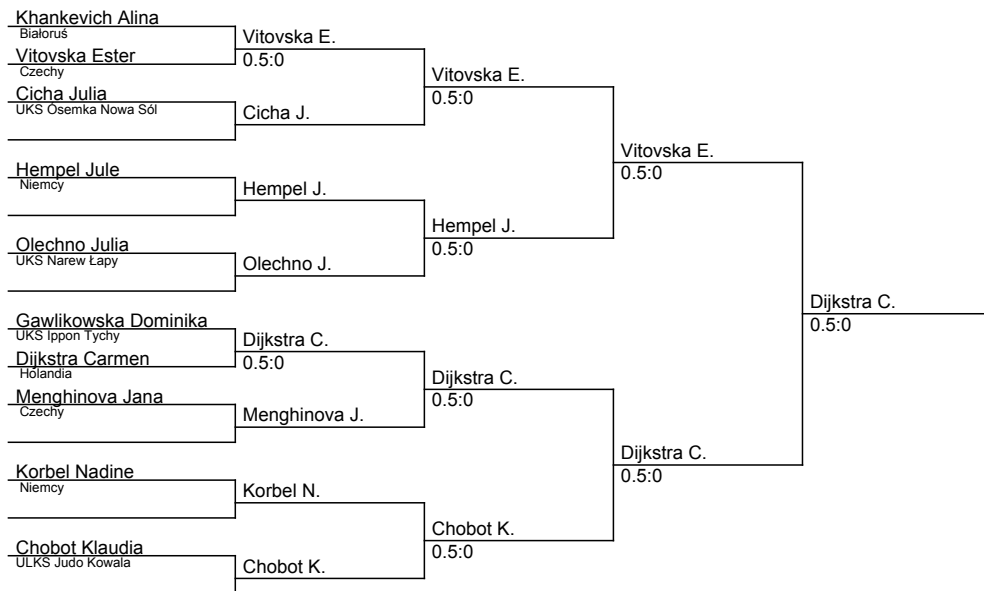 Khankevich Alina
Białoruś
Vitovska Ester
Czechy
Cicha Julia
UKS Ósemka Nowa Sól
Hempel Jule
Niemcy
Olechno Julia
UKS Narew Łapy
Gawlikowska Dominika
UKS Ippon Tychy
Dijkstra Carmen
Holandia
Menghinova Jana
Czechy
Korbel Nadine
Niemcy
Chobot Klaudia
ULKS Judo Kowala
Vitovska E.
0.5:0
Cicha J.
Hempel J.
Olechno J.
Dijkstra C.
0.5:0
Menghinova J.
Korbel N.
Chobot K.
Vitovska E.
0.5:0
Hempel J.
0.5:0
Dijkstra C.
0.5:0
Chobot K.
0.5:0
Vitovska E.
0.5:0
Dijkstra C.
0.5:0
Dijkstra C.
0.5:0